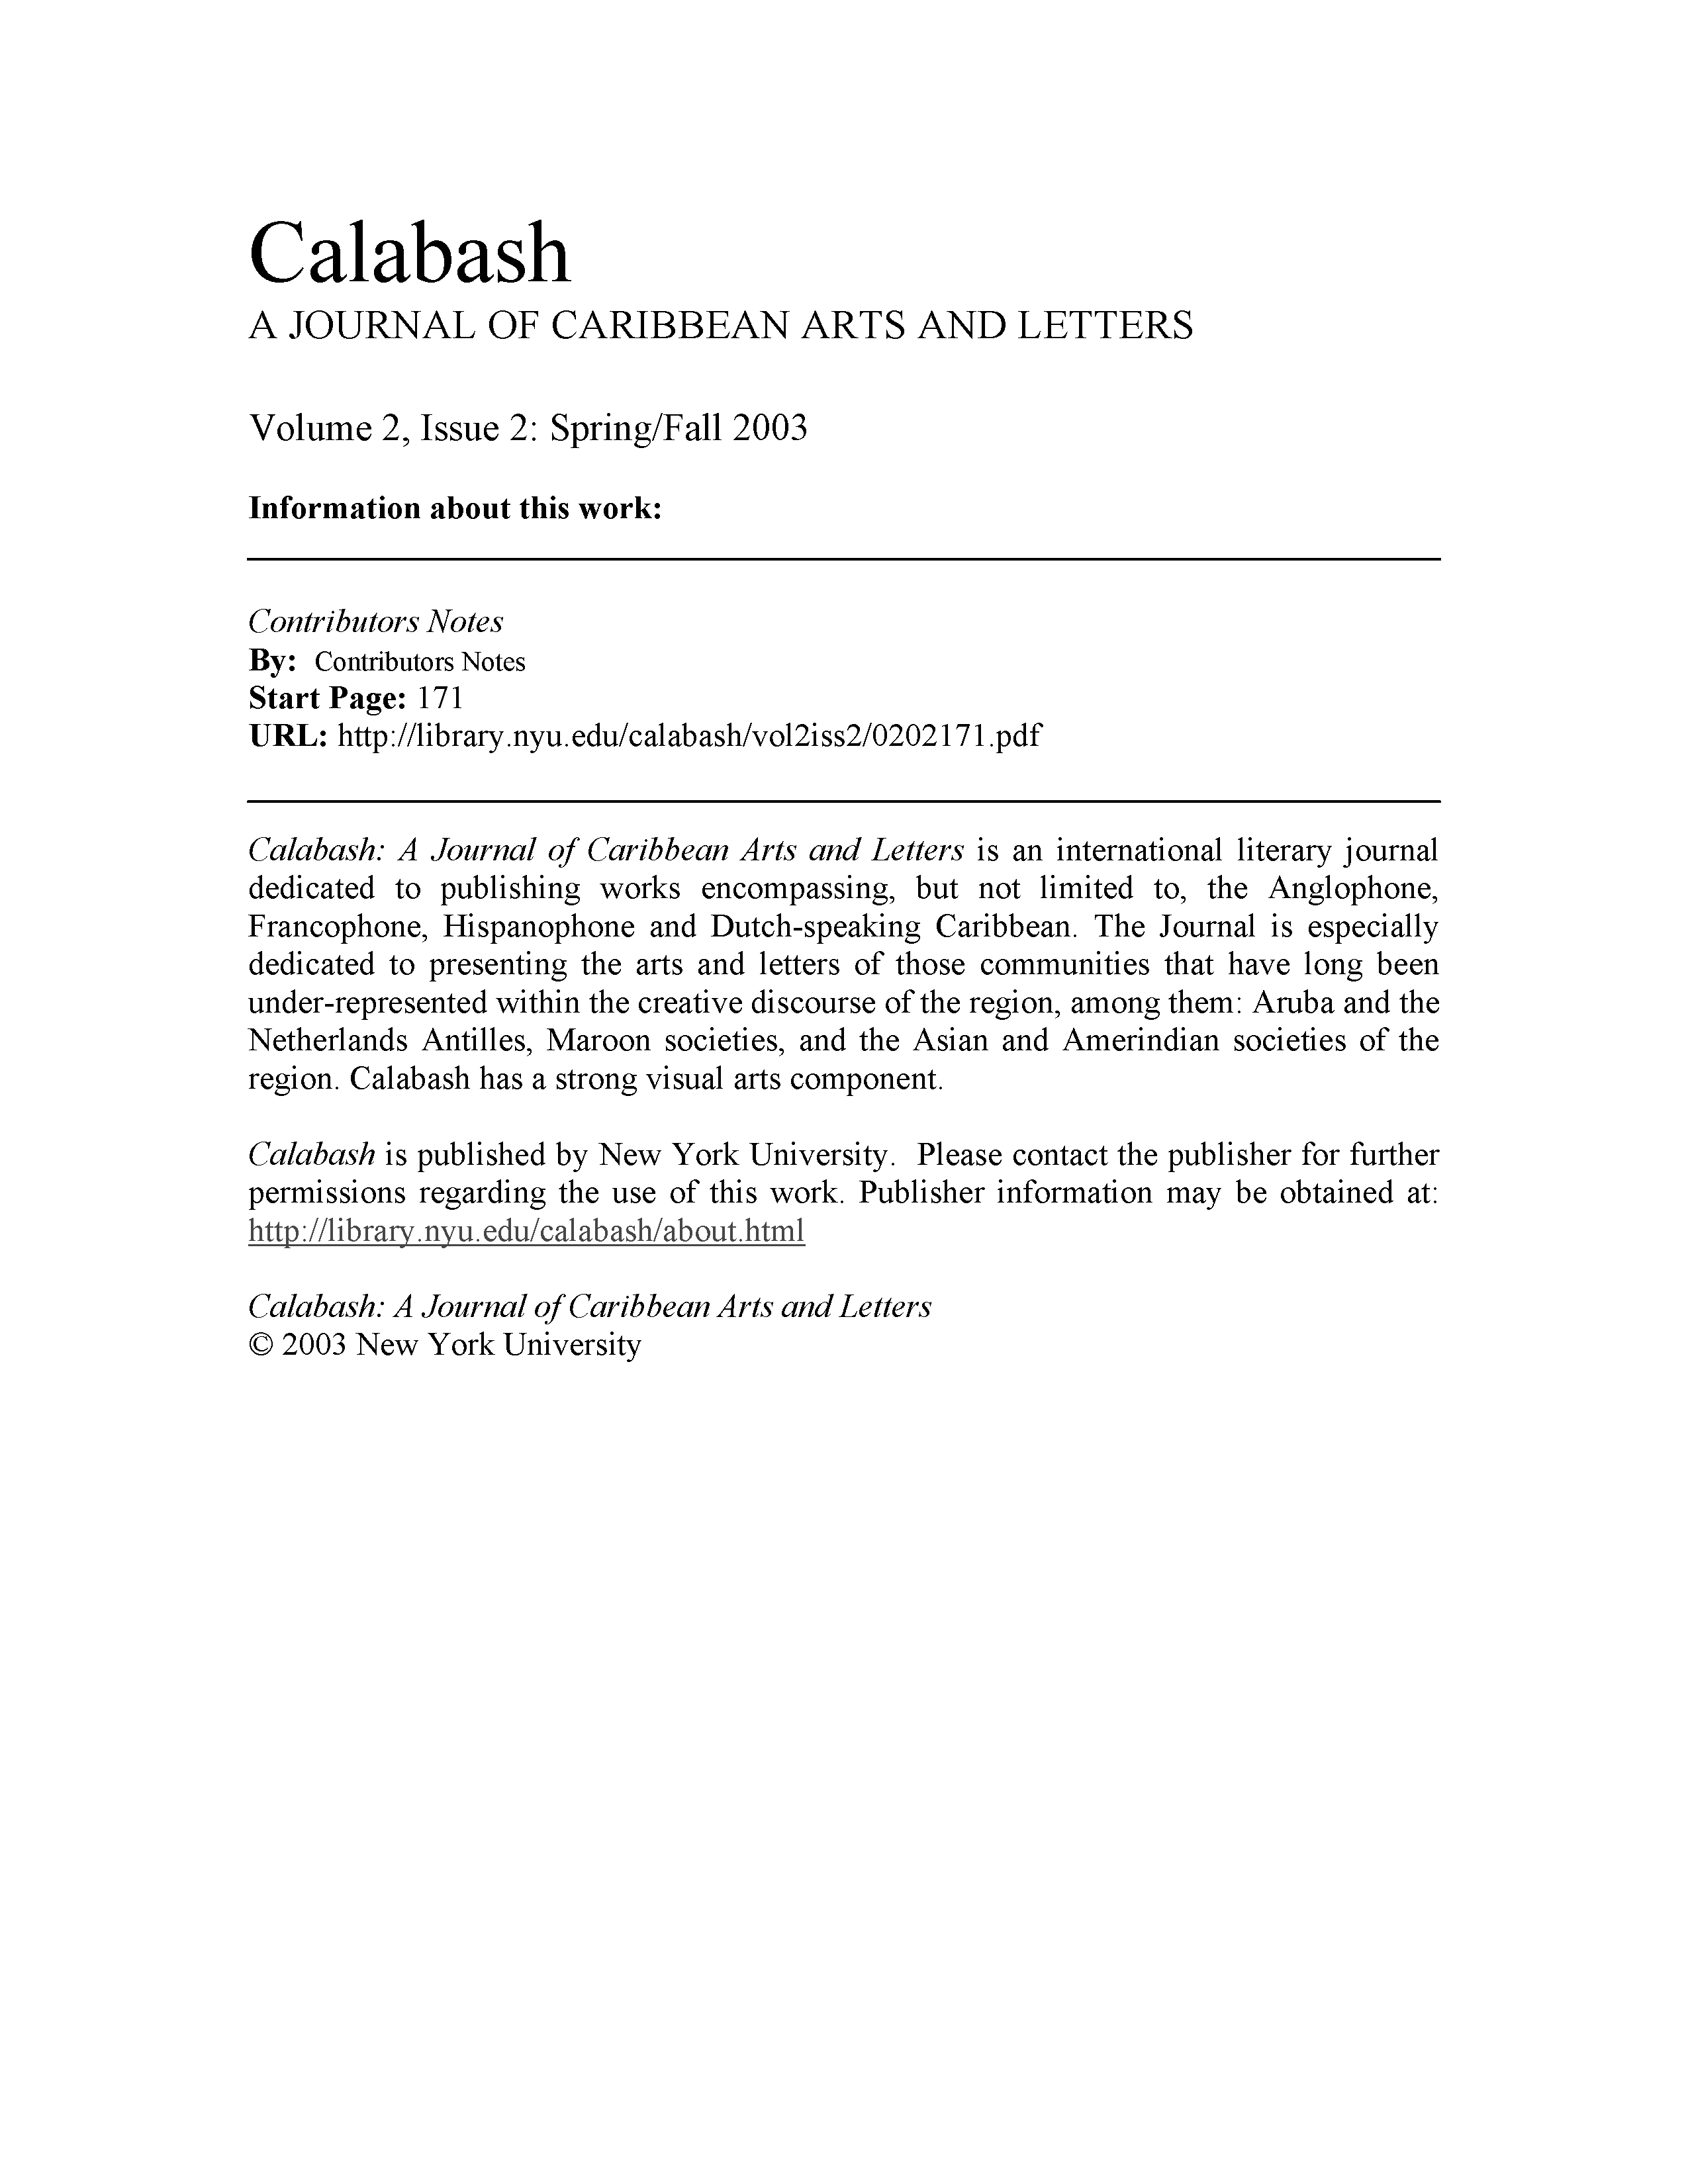 Calabash
A JOURNAL OF CARIBBEAN ARTS AND LETTERS
Volume 2, Issue 2: Spring/Fall 2003
Information about this work:
Contributors Notes
By: Contributors Notes
Start Page: 171
URL: http://library.nyu.edu/calabash/vol2iss2/0202171.pdf
Calabash: A Journal of Caribbean Arts and Letters is an international literary journal
dedicated to publishing works encompassing, but not limited to, the Anglophone,
Francophone, Hispanophone and Dutch-speaking Caribbean. The Journal is especially
dedicated to presenting the arts and letters of those communities that have long been
under-represented within the creative discourse of the region, among them: Aruba and the
Netherlands Antilles, Maroon societies, and the Asian and Amerindian societies of the
region. Calabash has a strong visual arts component.
Calabash is published by New York University. Please contact the publisher for further
permissions regarding the use of this work. Publisher information may be obtained at:
http://library.nyu.edu/calabash/about.html
Calabash: A Journal of Caribbean Arts and Letters
© 2003 New York University